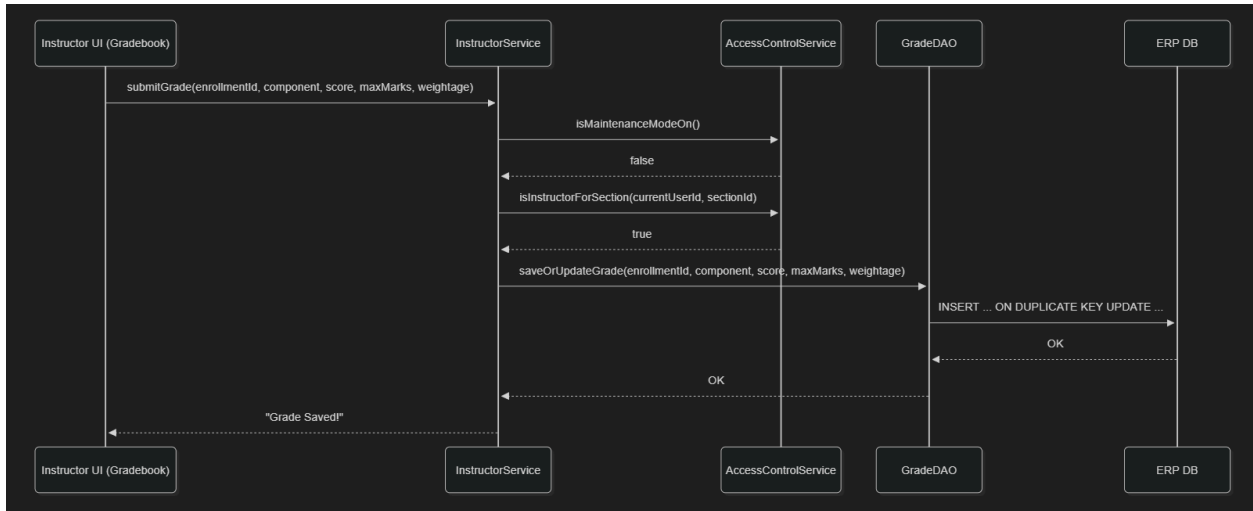 Instructor UI (Gradebook)
InstructorService
AccessControlService
GradeDAO
ERP DB
submitGrade(enrollmentId, component, score, maxMarks, weightage)
isMaintenanceModeOn()
false
isInstructorForSection(currentUserId, sectionId)
true
saveOrUpdateGrade(enrollmentId, component, score, maxMarks, weightage)
INSERT ... ON DUPLICATE KEY UPDATE ...
OK
OK
"Grade Saved!"
Instructor UI (Gradebook)
InstructorService
AccessControlService
GradeDAO
ERP DB